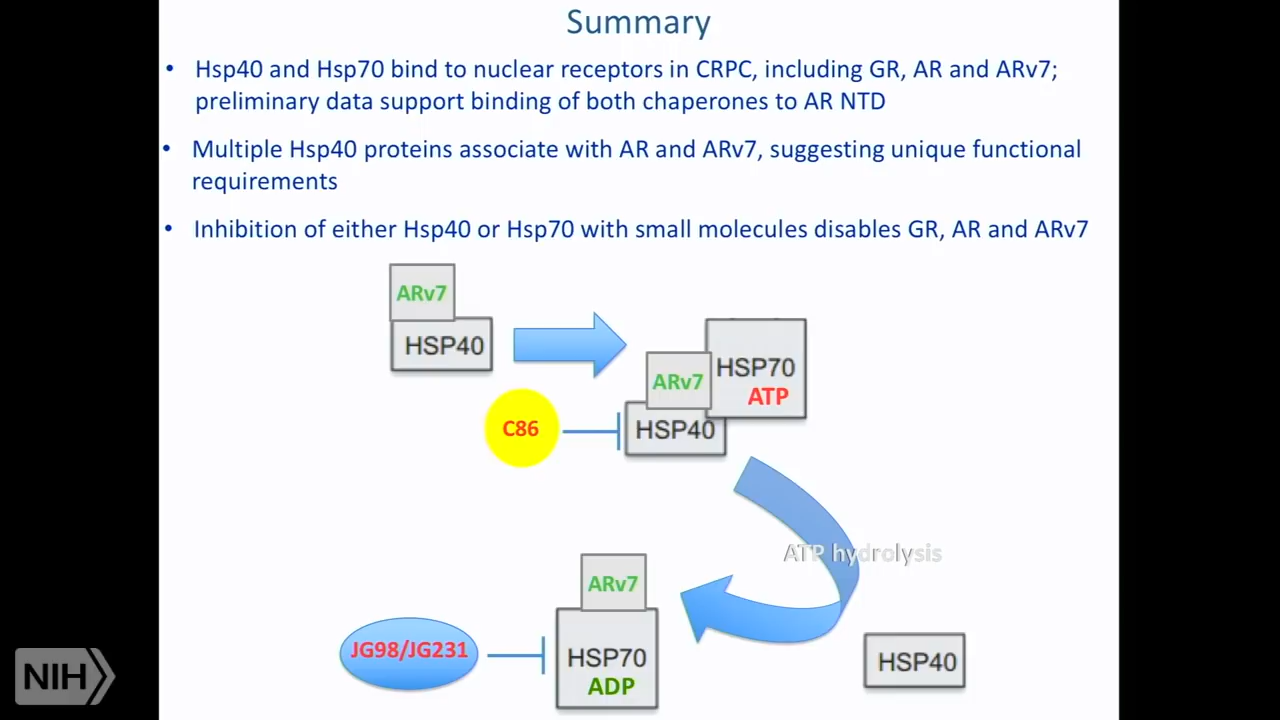 Summary
• Hsp40 and Hsp70 bind to nuclear receptors in CRPC, including GR, AR and ARv7;
preliminary data support binding of both chaperones to AR NTD
• Multiple Hsp40 proteins associate with AR and ARv7, suggesting unique functional
requirements
• Inhibition of either Hsp40 or Hsp70 with small molecules disables GR, AR and ARv7
ARv7
HSP40
HSP70
ATP
ARv7
HSP40
C86
ATP hydrolysis
ARv7
HSP70
ADP
JG98/JG231
HSP40
NIH